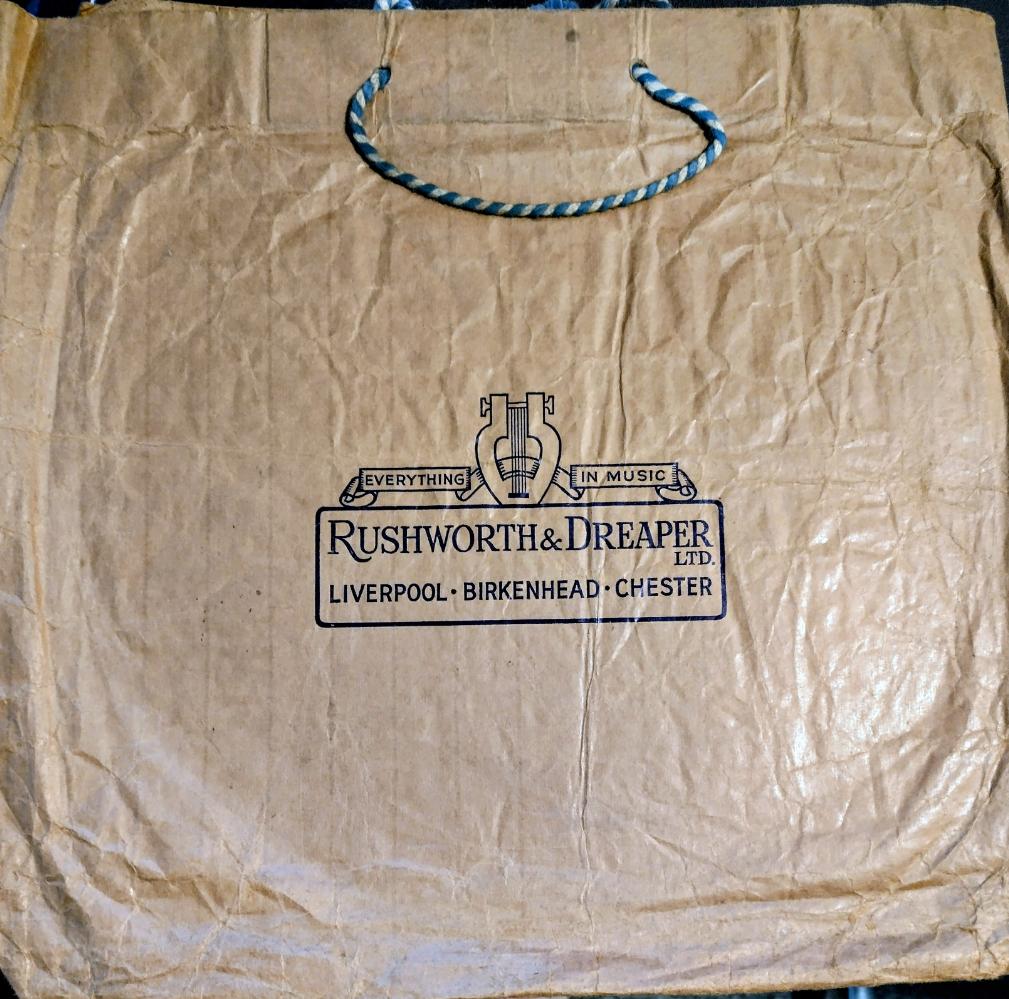 EVERYTHING IN MUSIC
RUSHWORTH & DREAPER
LTD.
LIVERPOOL · BIRKENHEAD · CHESTER